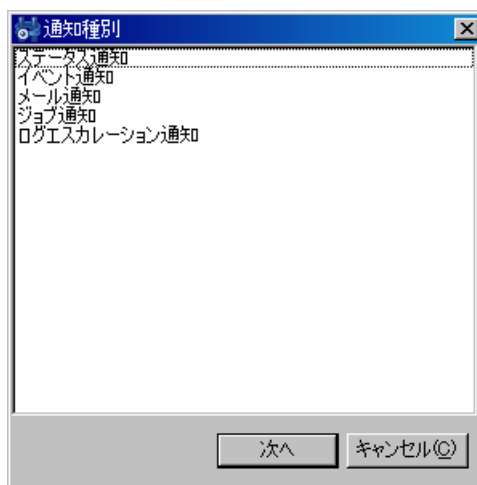 通知種別
ステータス通知
イベント通知
メール通知
ジョブ通知
ログエスカレーション通知
次へ
キャンセル(C)